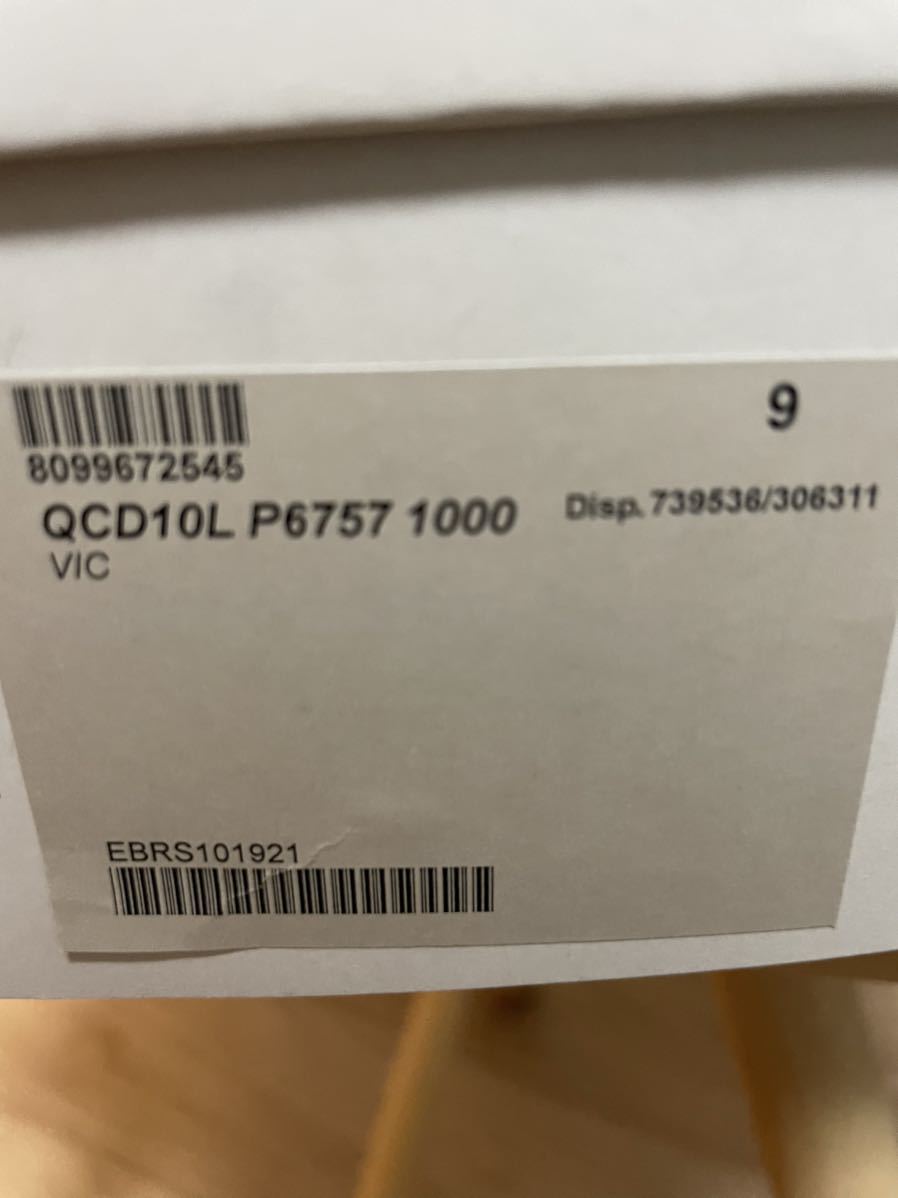 9
8099672545
QCD10L P6757 1000
Disp. 739536/306311
VIC
EBRS101921